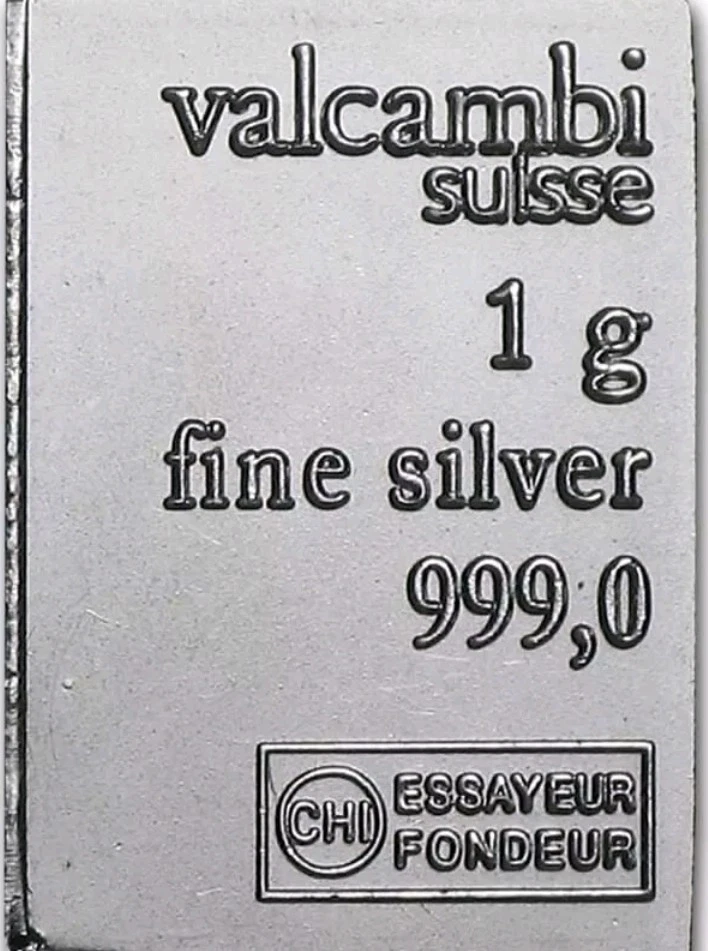 valcambi
suisse
1 g
fine silver
999,0
CHI
ESSAYEUR
FONDEUR